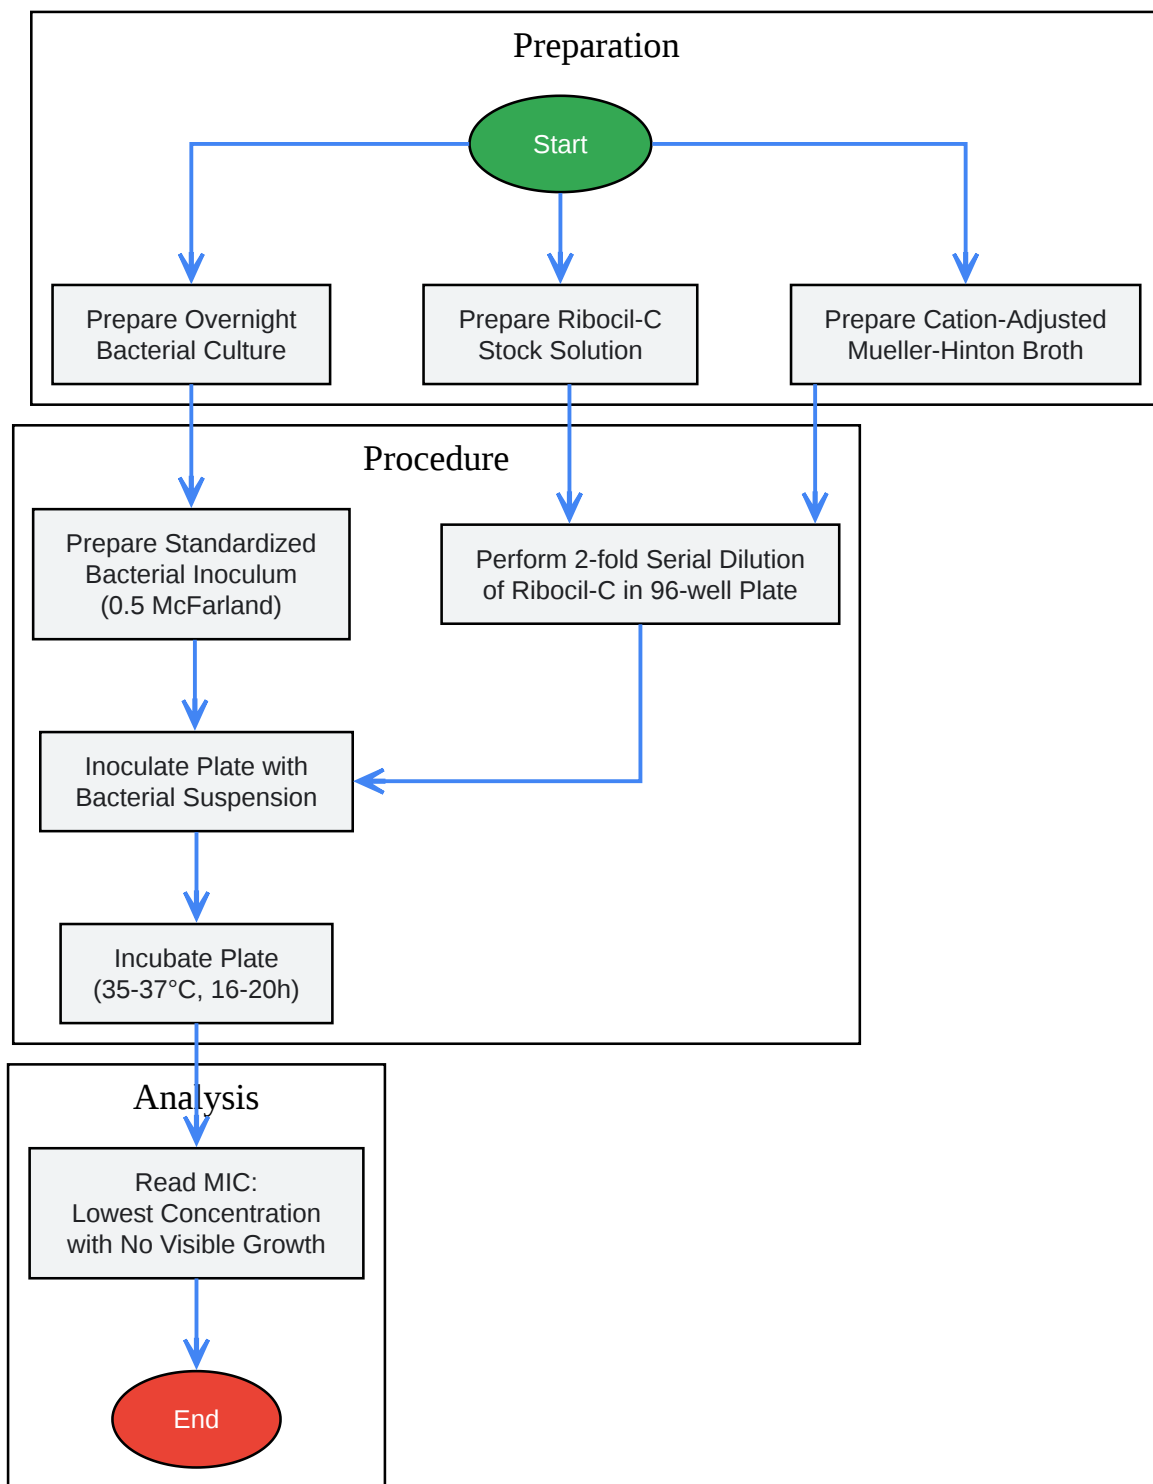 Preparation
Start
Prepare Overnight
Bacterial Culture
Prepare Ribocil-C
Stock Solution
Prepare Cation-Adjusted
Mueller-Hinton Broth
Procedure
Prepare Standardized
Bacterial Inoculum
(0.5 McFarland)
Perform 2-fold Serial Dilution
of Ribocil-C in 96-well Plate
Inoculate Plate with
Bacterial Suspension
Incubate Plate
(35-37°C, 16-20h)
Analysis
Read MIC:
Lowest Concentration
with No Visible Growth
End